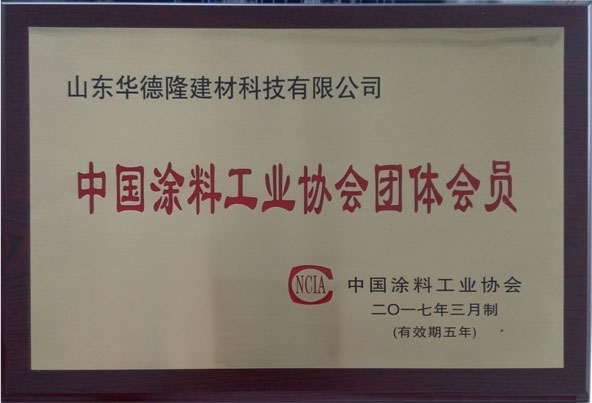 山东华德隆建材科技有限公司
中国涂料工业协会团体会员
NCIA 中国涂料工业协会
二〇一七年三月制
(有效期五年)